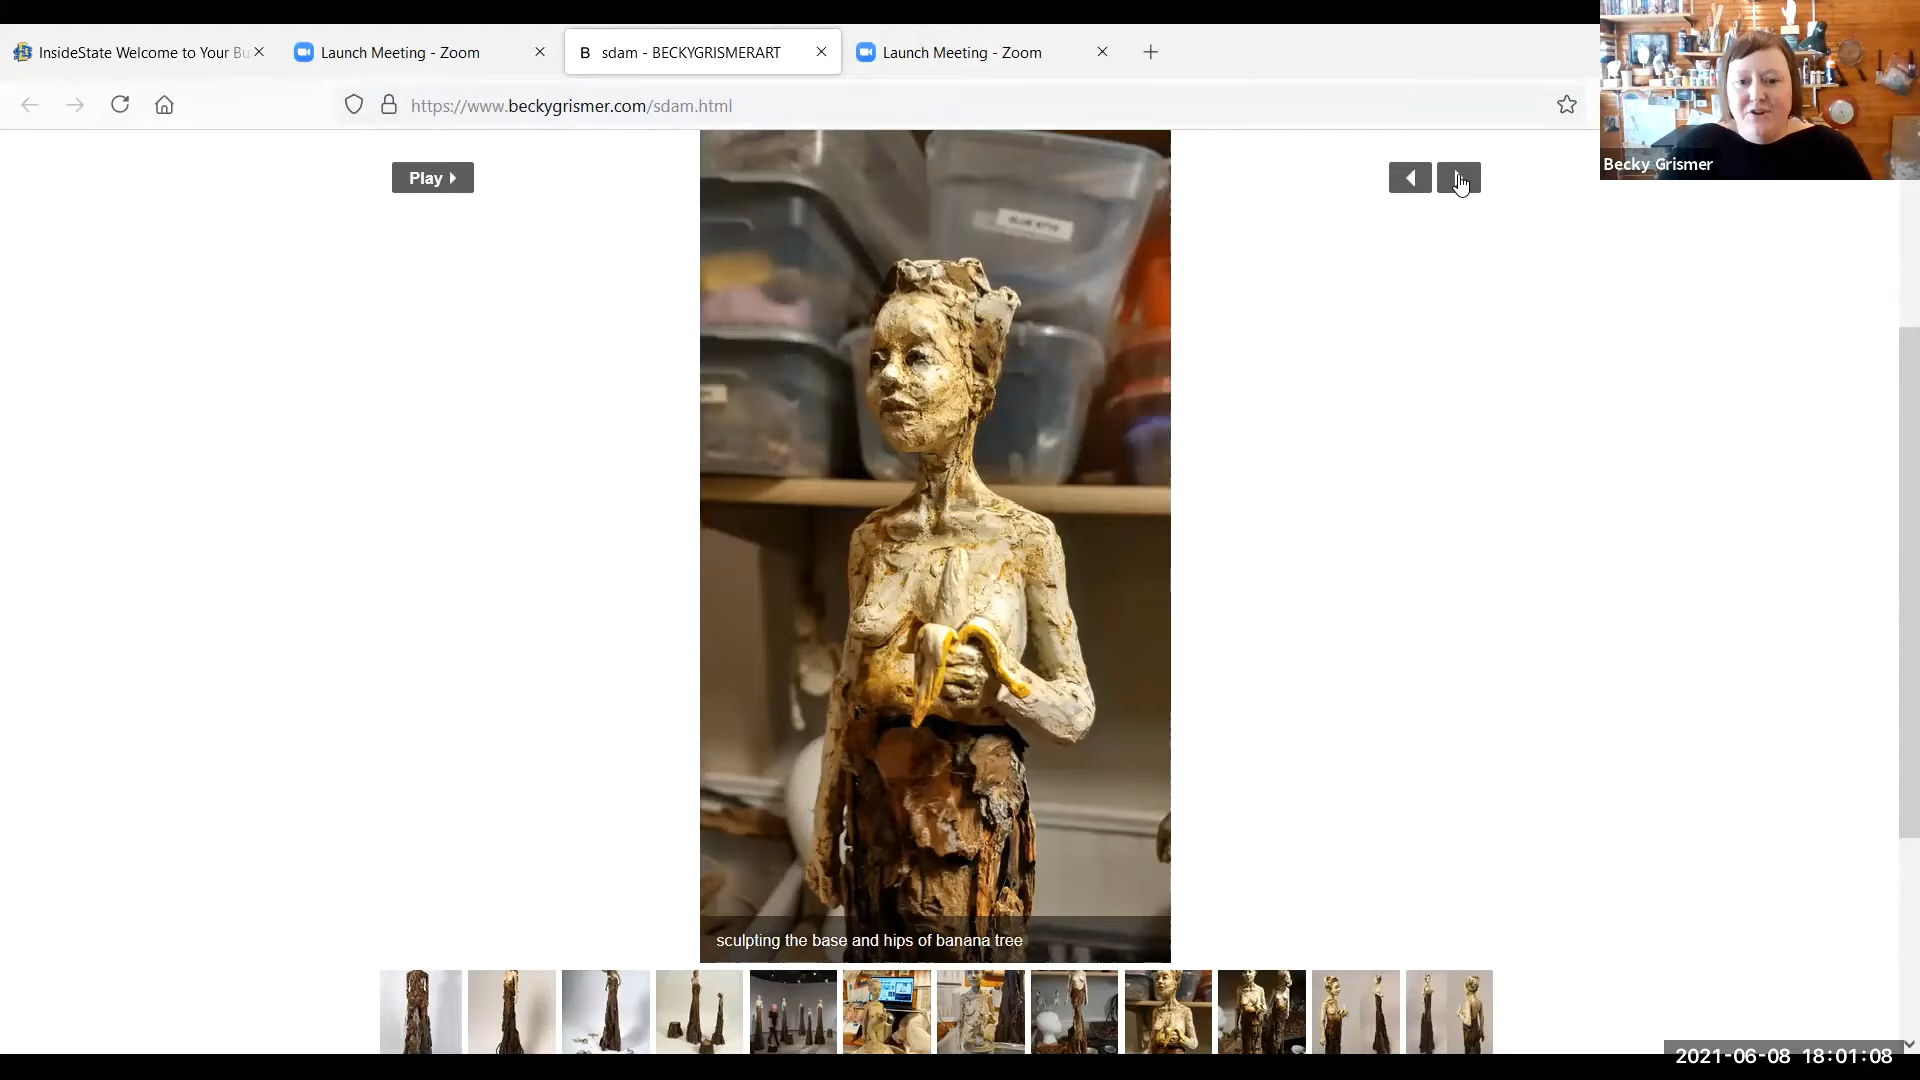 InsideState Welcome to Your Bu
Launch Meeting - Zoom
B sdam - BECKYGRISMERART
Launch Meeting - Zoom
https://www.beckygrismer.com/sdam.html
Play
Becky Grismer
sculpting the base and hips of banana tree
2021-06-08 18:01:08